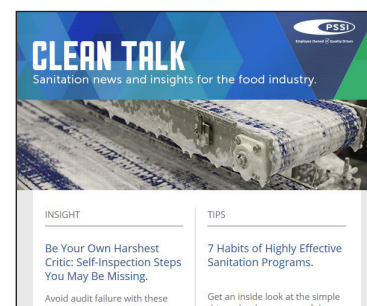 PSSI
Employee Owned Quality Driven
CLEAN TALK
Sanitation news and insights for the food industry.
INSIGHT
Be Your Own Harshest
Critic: Self-Inspection Steps
You May Be Missing.
Avoid audit failure with these
TIPS
7 Habits of Highly Effective
Sanitation Programs.
Get an inside look at the simple